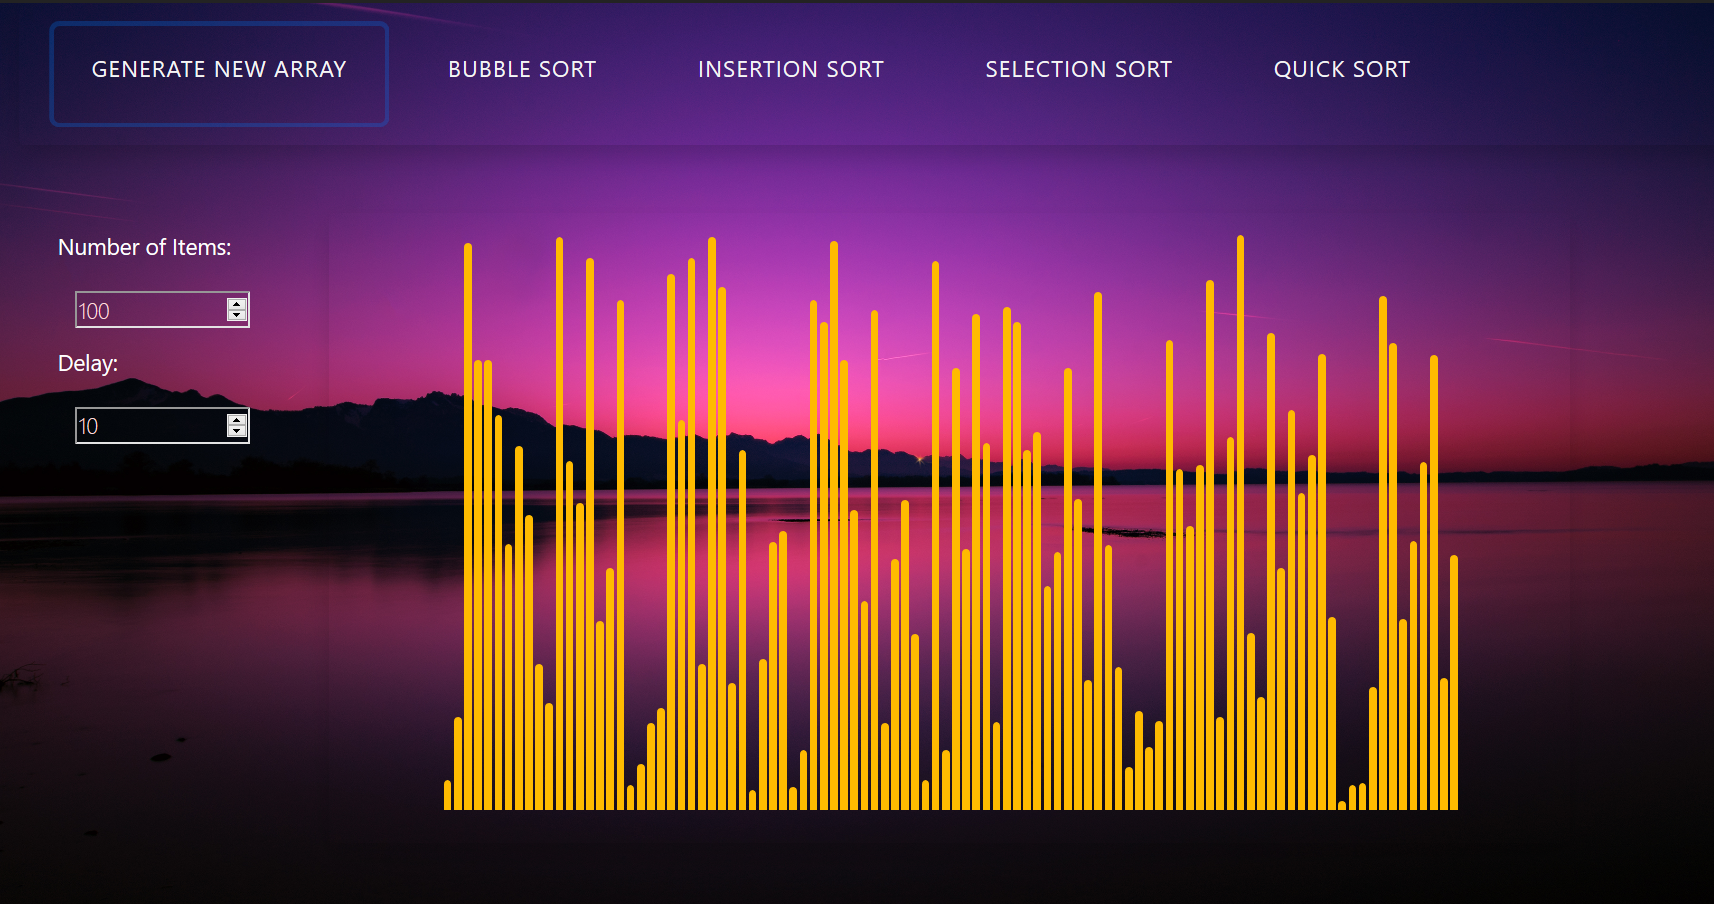 GENERATE NEW ARRAY BUBBLE SORT INSERTION SORT SELECTION SORT QUICK SORT
Number of Items:
100
Delay:
10